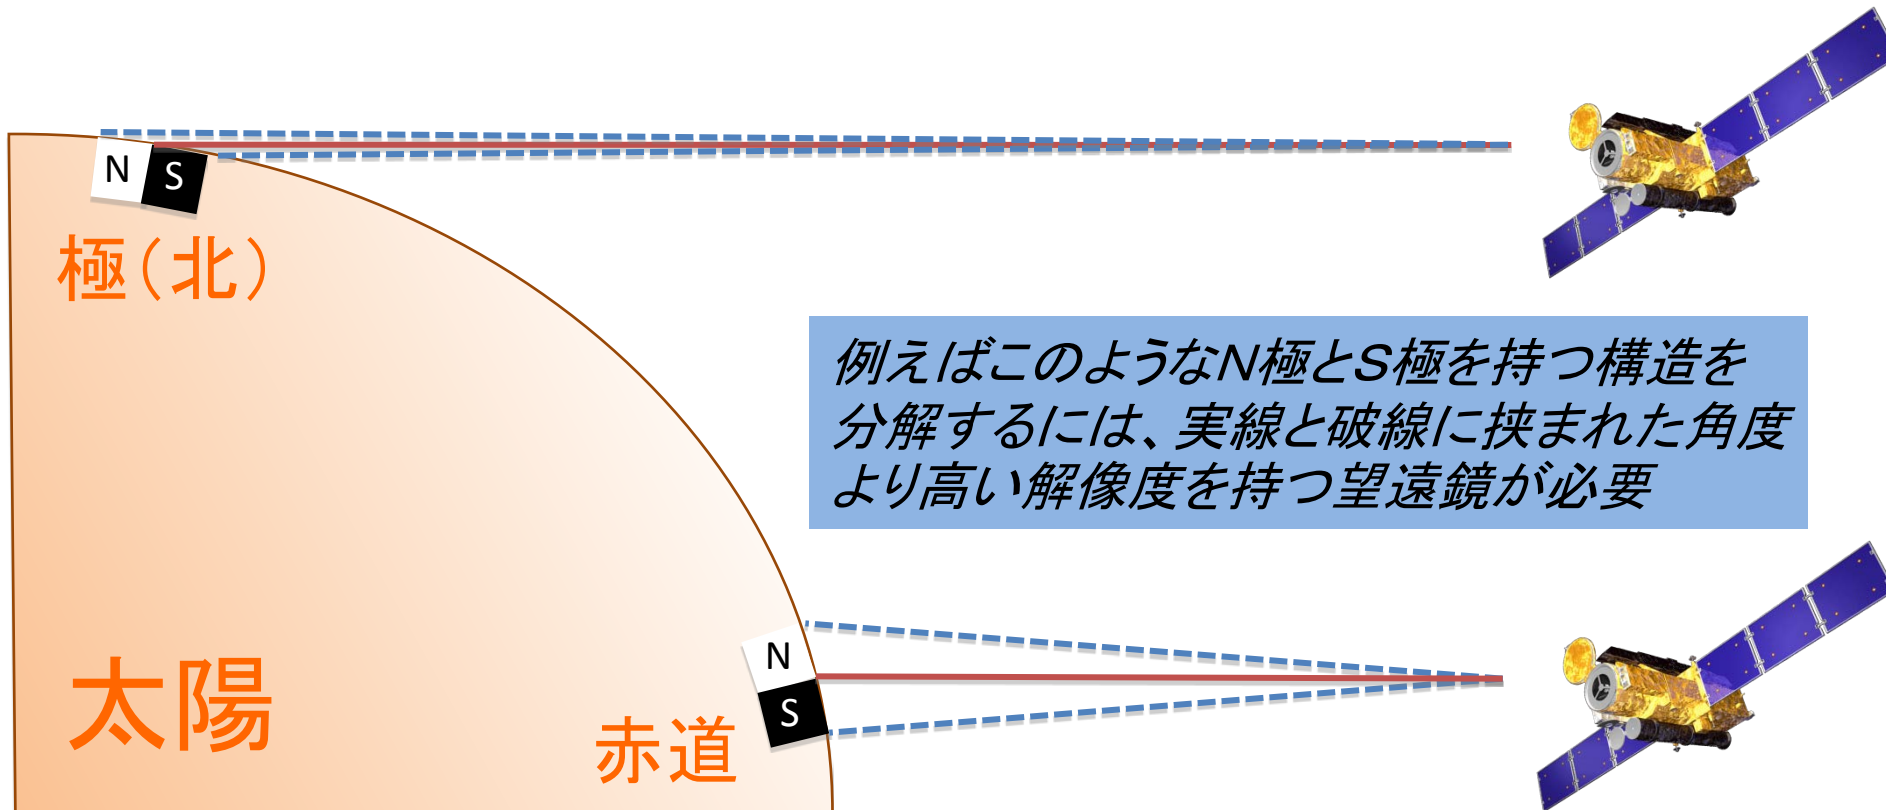 N S
極（北）
例えばこのようなN極とS極を持つ構造を
分解するには、実線と破線に挟まれた角度
より高い解像度を持つ望遠鏡が必要
N
S
太陽
赤道